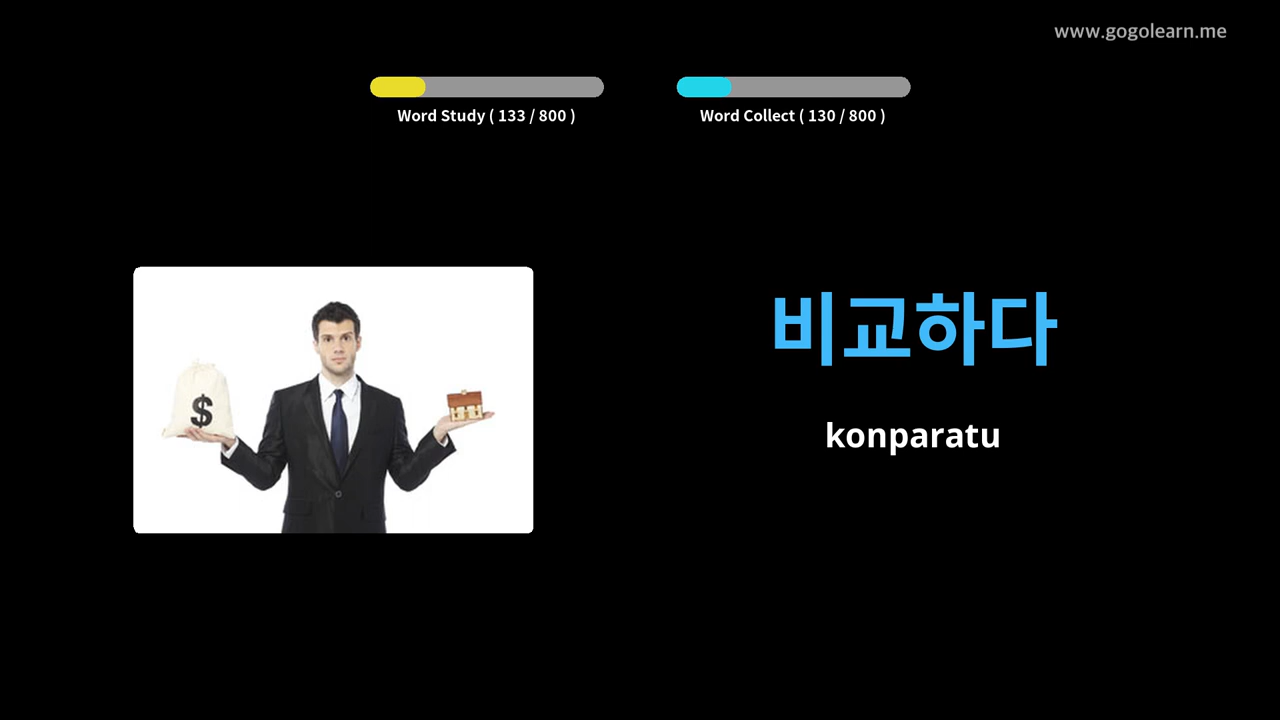 www.gogolearn.me
Word Study ( 133 / 800 )
Word Collect ( 130 / 800 )
$
비교하다
konparatu